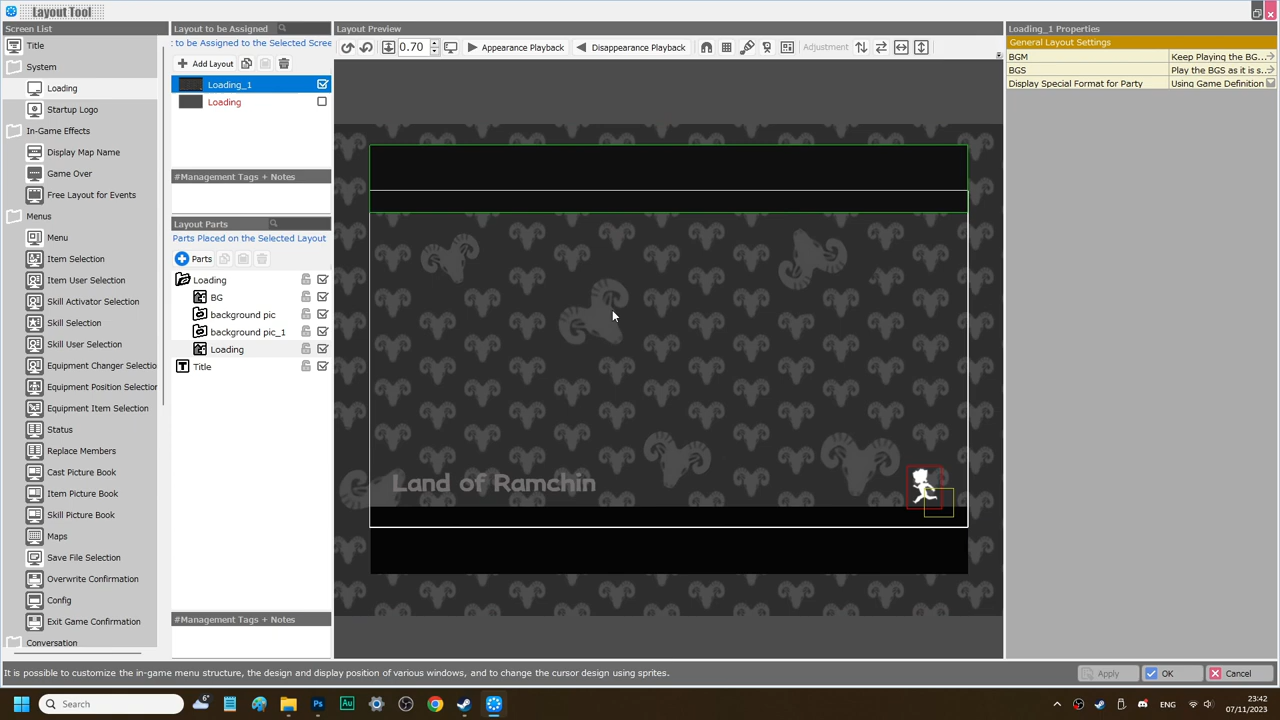 Layout Tool
Screen List
Title
System
Loading
Startup Logo
In-Game Effects
Display Map Name
Game Over
Free Layout for Events
Menus
Menu
Item Selection
Item User Selection
Skill Activator Selection
Skill Selection
Skill User Selection
Equipment Changer Selectio
Equipment Position Selection
Equipment Item Selection
Status
Replace Members
Cast Picture Book
Item Picture Book
Skill Picture Book
Maps
Save File Selection
Overwrite Confirmation
Config
Exit Game Confirmation
Conversation
Layout to be Assigned
t to be Assigned to the Selected Scree
Add Layout
Loading_1
Loading
#Management Tags + Notes
Layout Parts
Parts Placed on the Selected Layout
Parts
Loading
BG
background pic
background pic_1
Loading
Title
#Management Tags + Notes
Layout Preview
0.70
Appearance Playback
Disappearance Playback
Adjustment
Land of Ramchin
Loading_1 Properties
General Layout Settings
BGM Keep Playing the BG...
BGS Play the BGS as it is s...
Display Special Format for Party Using Game Definition
It is possible to customize the in-game menu structure, the design and display position of various windows, and to change the cursor design using sprites.
Apply
OK
Cancel
6°
Search
Ps
Au
23:42
07/11/2023